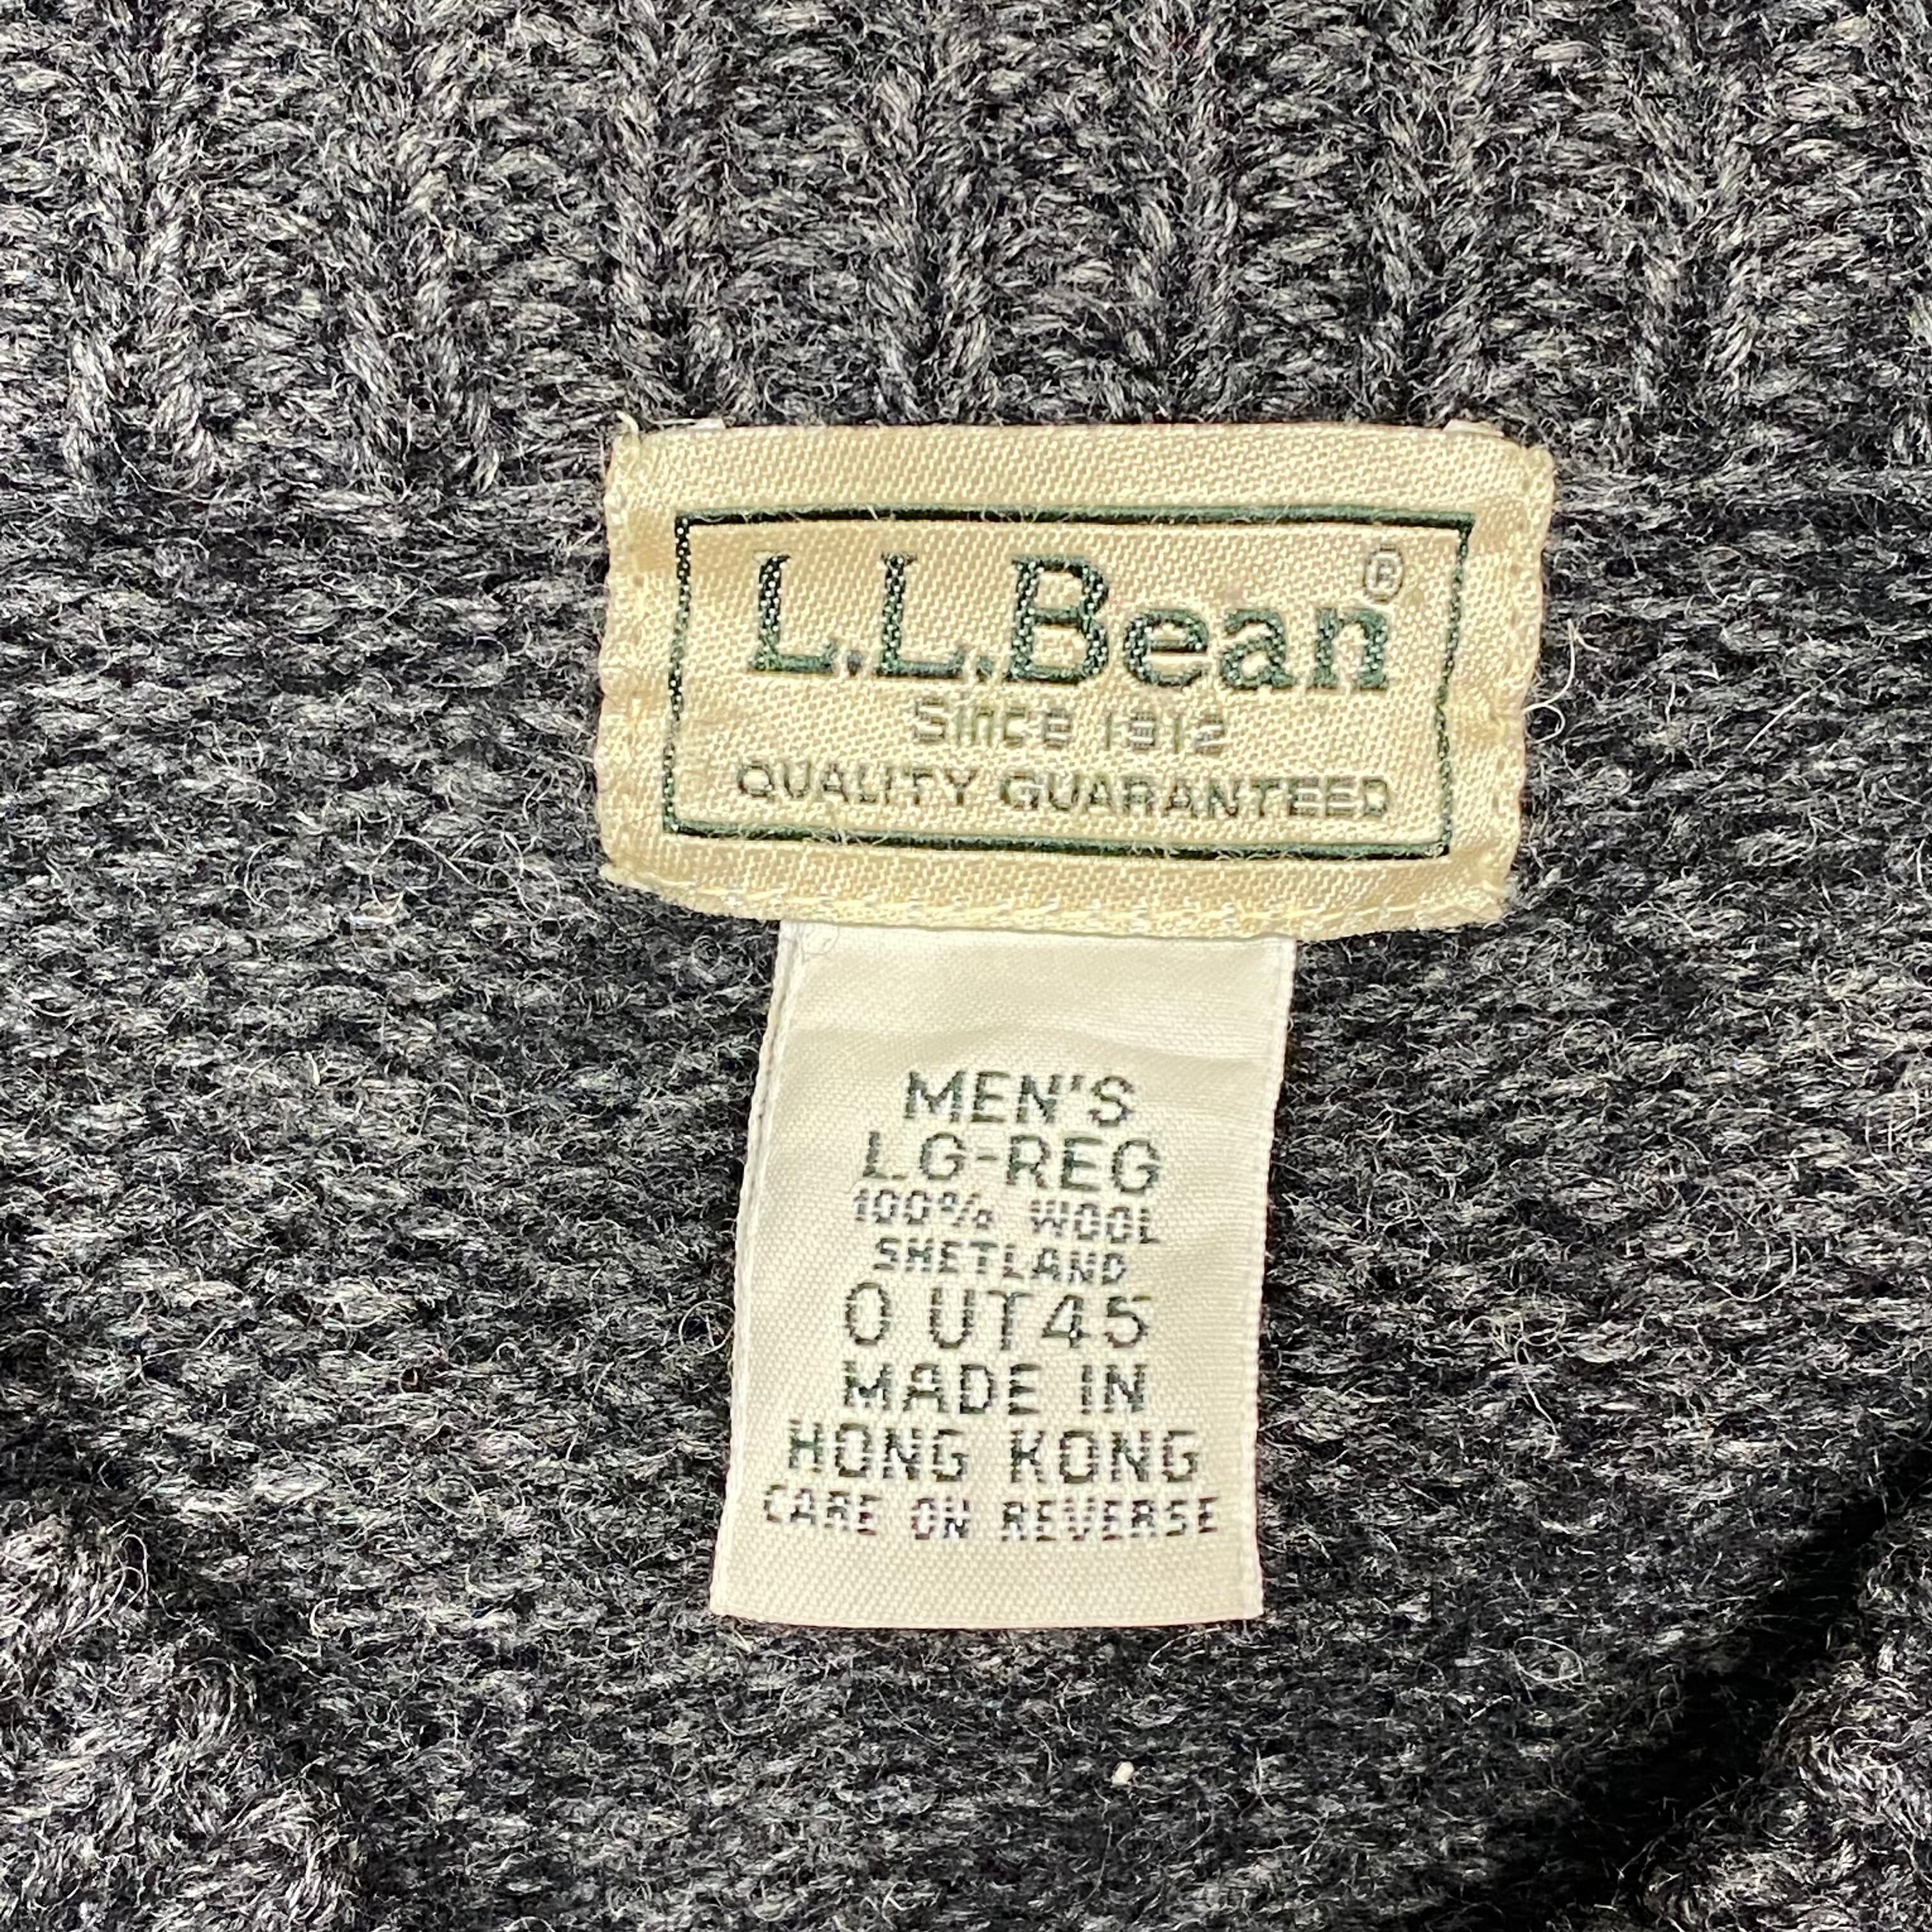 L.L.Bean®
Since 1912
QUALITY GUARANTEED
MEN'S
LG-REG
100% WOOL
SHETLAND
0 UT45
MADE IN
HONG KONG
CARE ON REVERSE